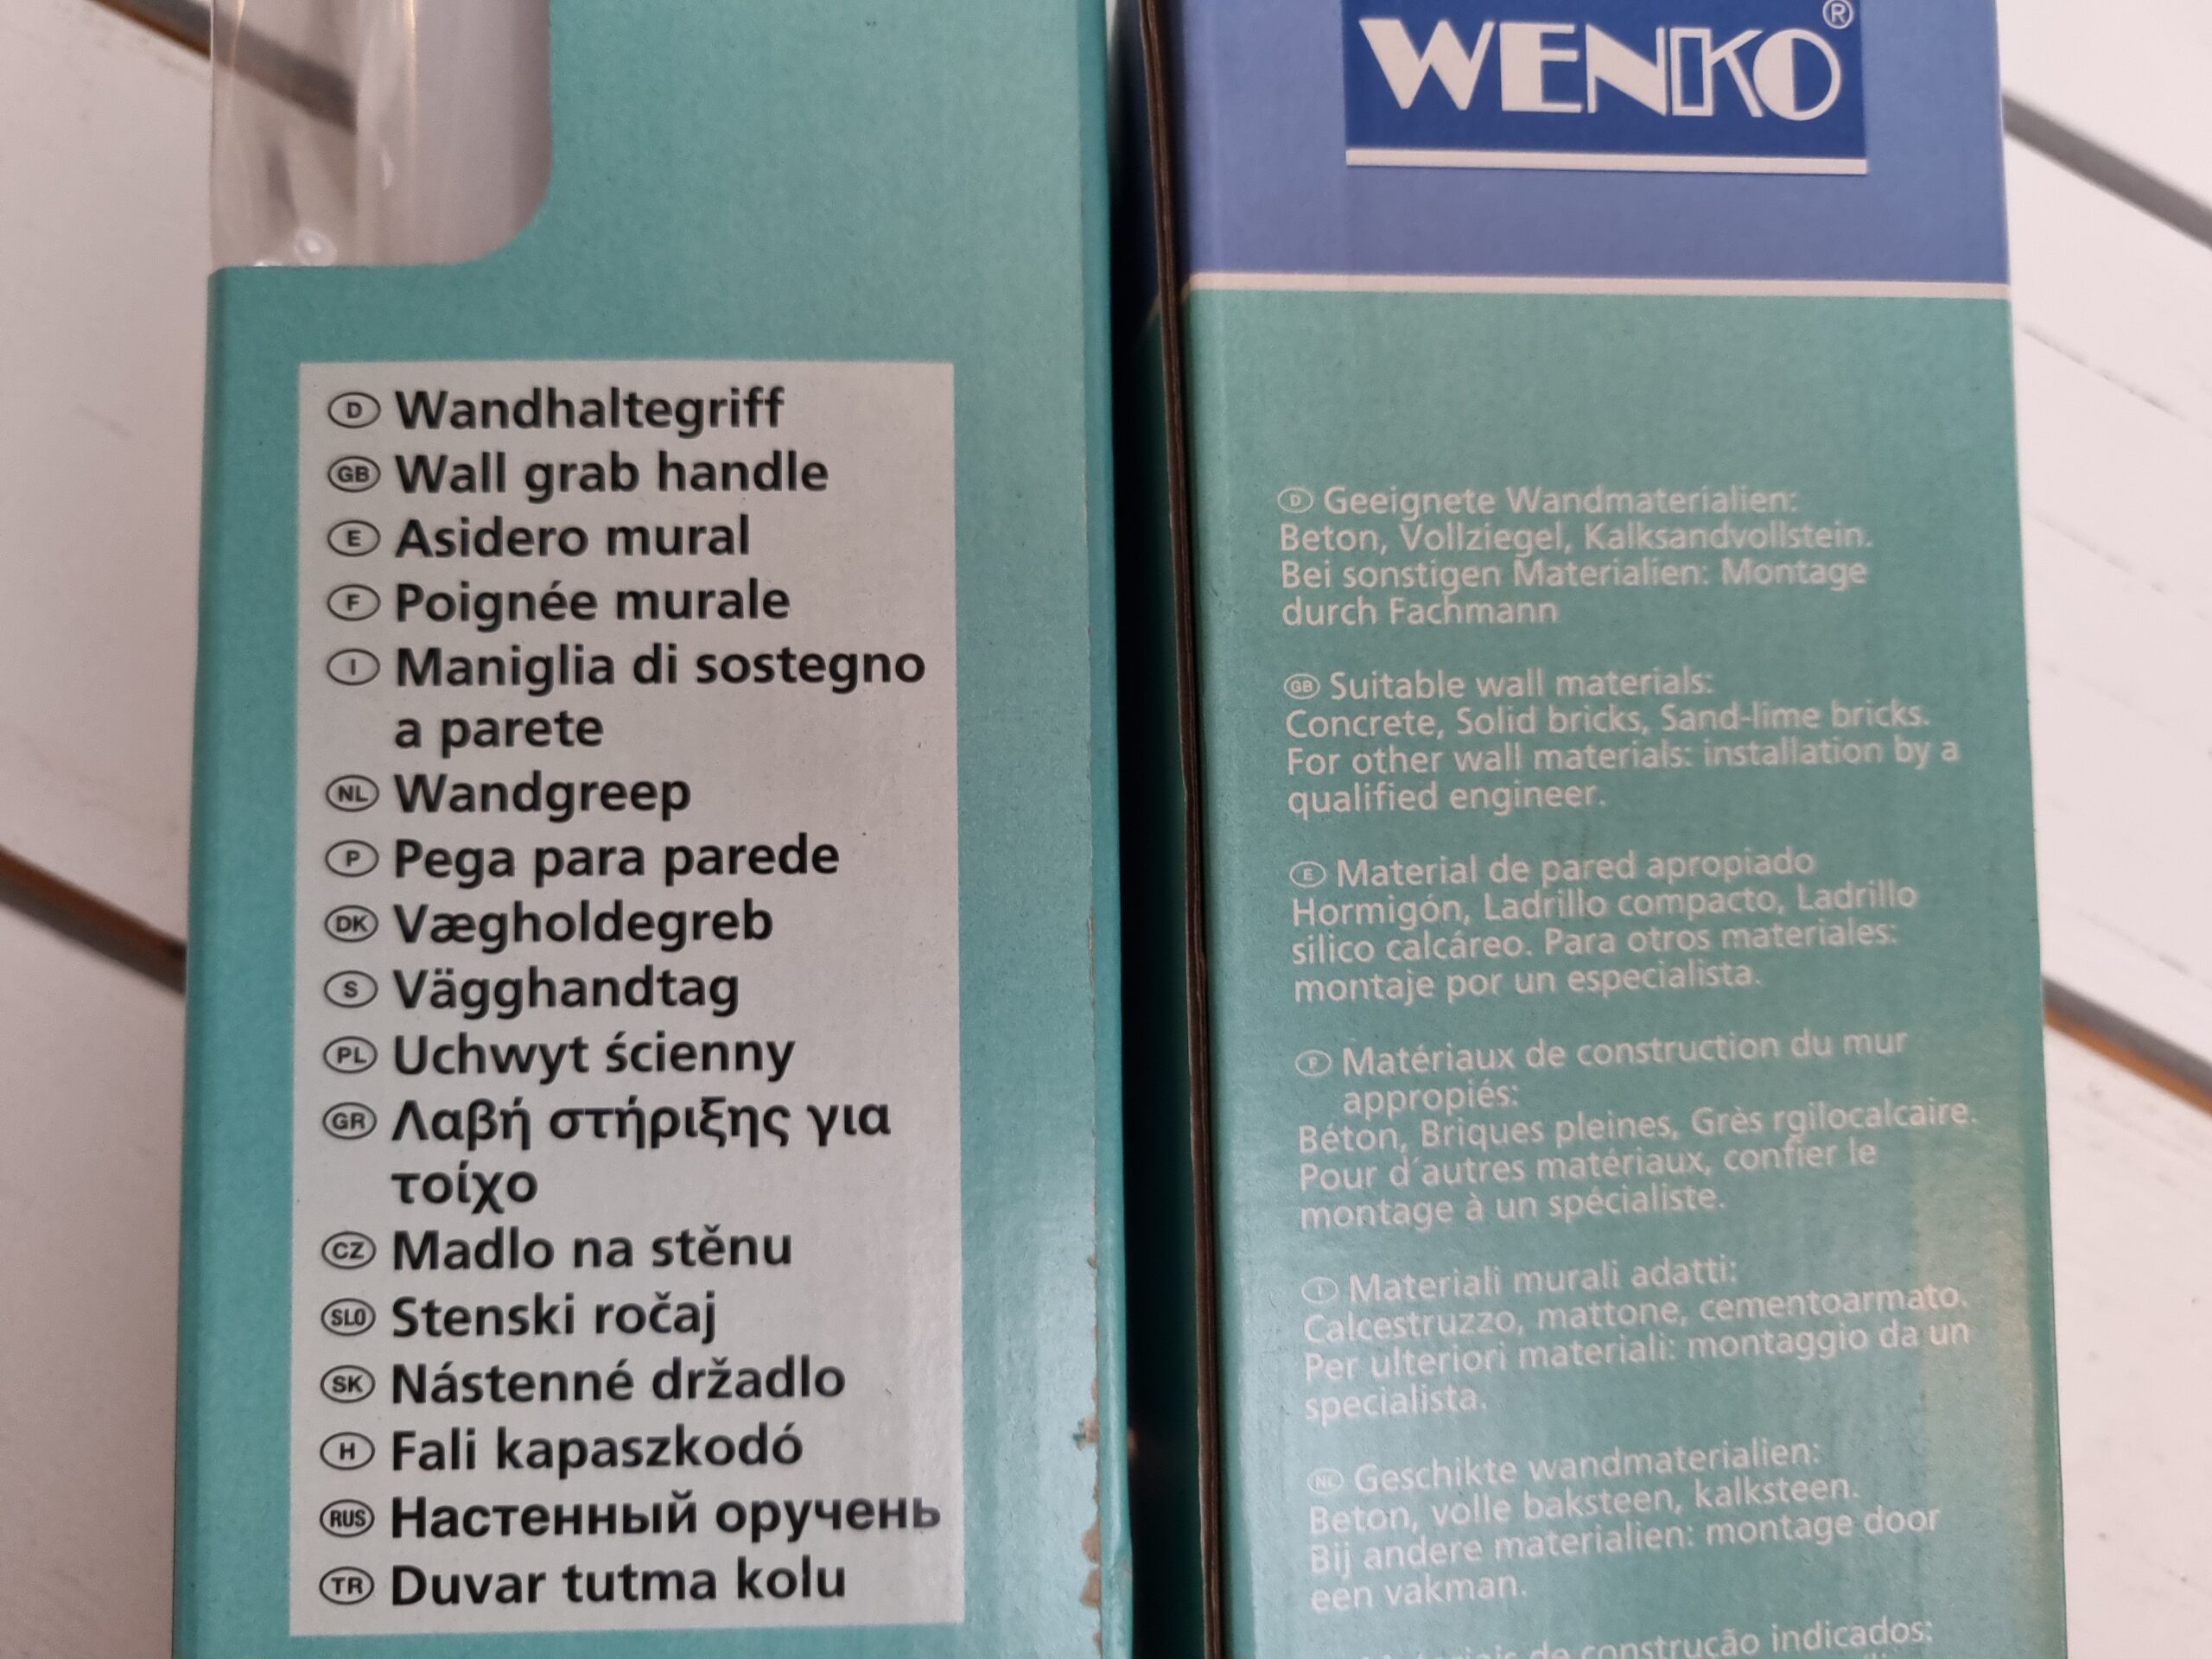 D Wandhaltegriff
GB Wall grab handle
E Asidero mural
F Poignée murale
I Maniglia di sostegno
a parete
NL Wandgreep
P Pega para parede
DK Vægholdegreb
S Vägghandtag
PL Uchwyt ścienny
GR Λαβή στήριξης για
τοίχο
CZ Madlo na stěnu
SLO Stenski ročaj
SK Nástenné držadlo
H Fali kapaszkodó
RUS Настенный оручень
TR Duvar tutma kolu
WENKO®
D Geeignete Wandmaterialien:
Beton, Vollziegel, Kalksandvollstein.
Bei sonstigen Materialien: Montage
durch Fachmann
GB Suitable wall materials:
Concrete, Solid bricks, Sand-lime bricks.
For other wall materials: installation by a
qualified engineer.
E Material de pared apropiado
Hormigón, Ladrillo compacto, Ladrillo
silico calcáreo. Para otros materiales:
montaje por un especialista.
F Matériaux de construction du mur
appropiés:
Béton, Briques pleines, Grès rgilocalcaire.
Pour d´autres matériaux, confier le
montage à un spécialiste.
I Materiali murali adatti:
Calcestruzzo, mattone, cementoarmato.
Per ulteriori materiali: montaggio da un
specialista.
NL Geschikte wandmaterialien:
Beton, volle baksteen, kalksteen.
Bij andere materialien: montage door
een vakman.
de construção indicados: